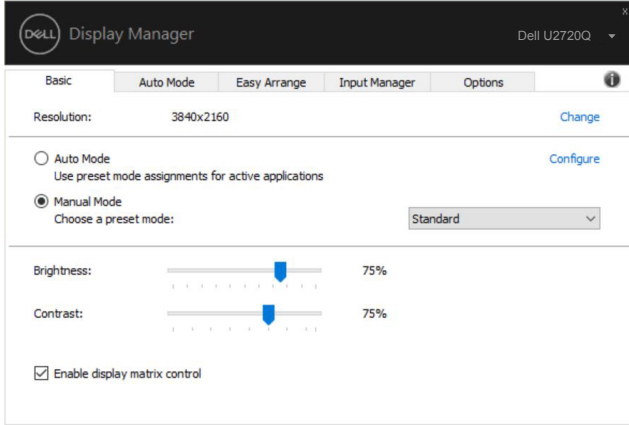 DELL Display Manager
Dell U2720Q
x
Basic Auto Mode Easy Arrange Input Manager Options
Resolution: 3840x2160 Change
Auto Mode Configure
Use preset mode assignments for active applications
Manual Mode
Choose a preset mode: Standard
Brightness: 75%
Contrast: 75%
Enable display matrix control